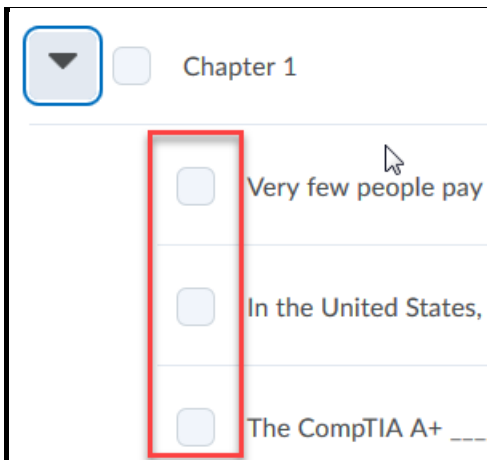 Chapter 1
Very few people pay
In the United States,
The CompTIA A+ ___